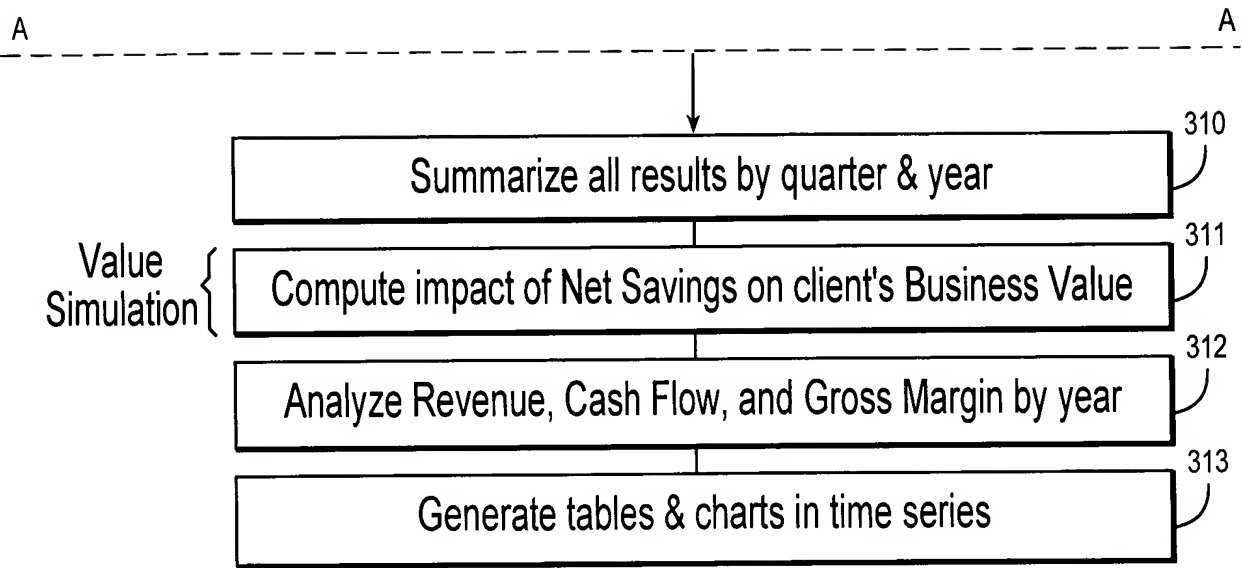 A A
310
Summarize all results by quarter & year
311
Value
Simulation
Compute impact of Net Savings on client's Business Value
312
Analyze Revenue, Cash Flow, and Gross Margin by year
313
Generate tables & charts in time series